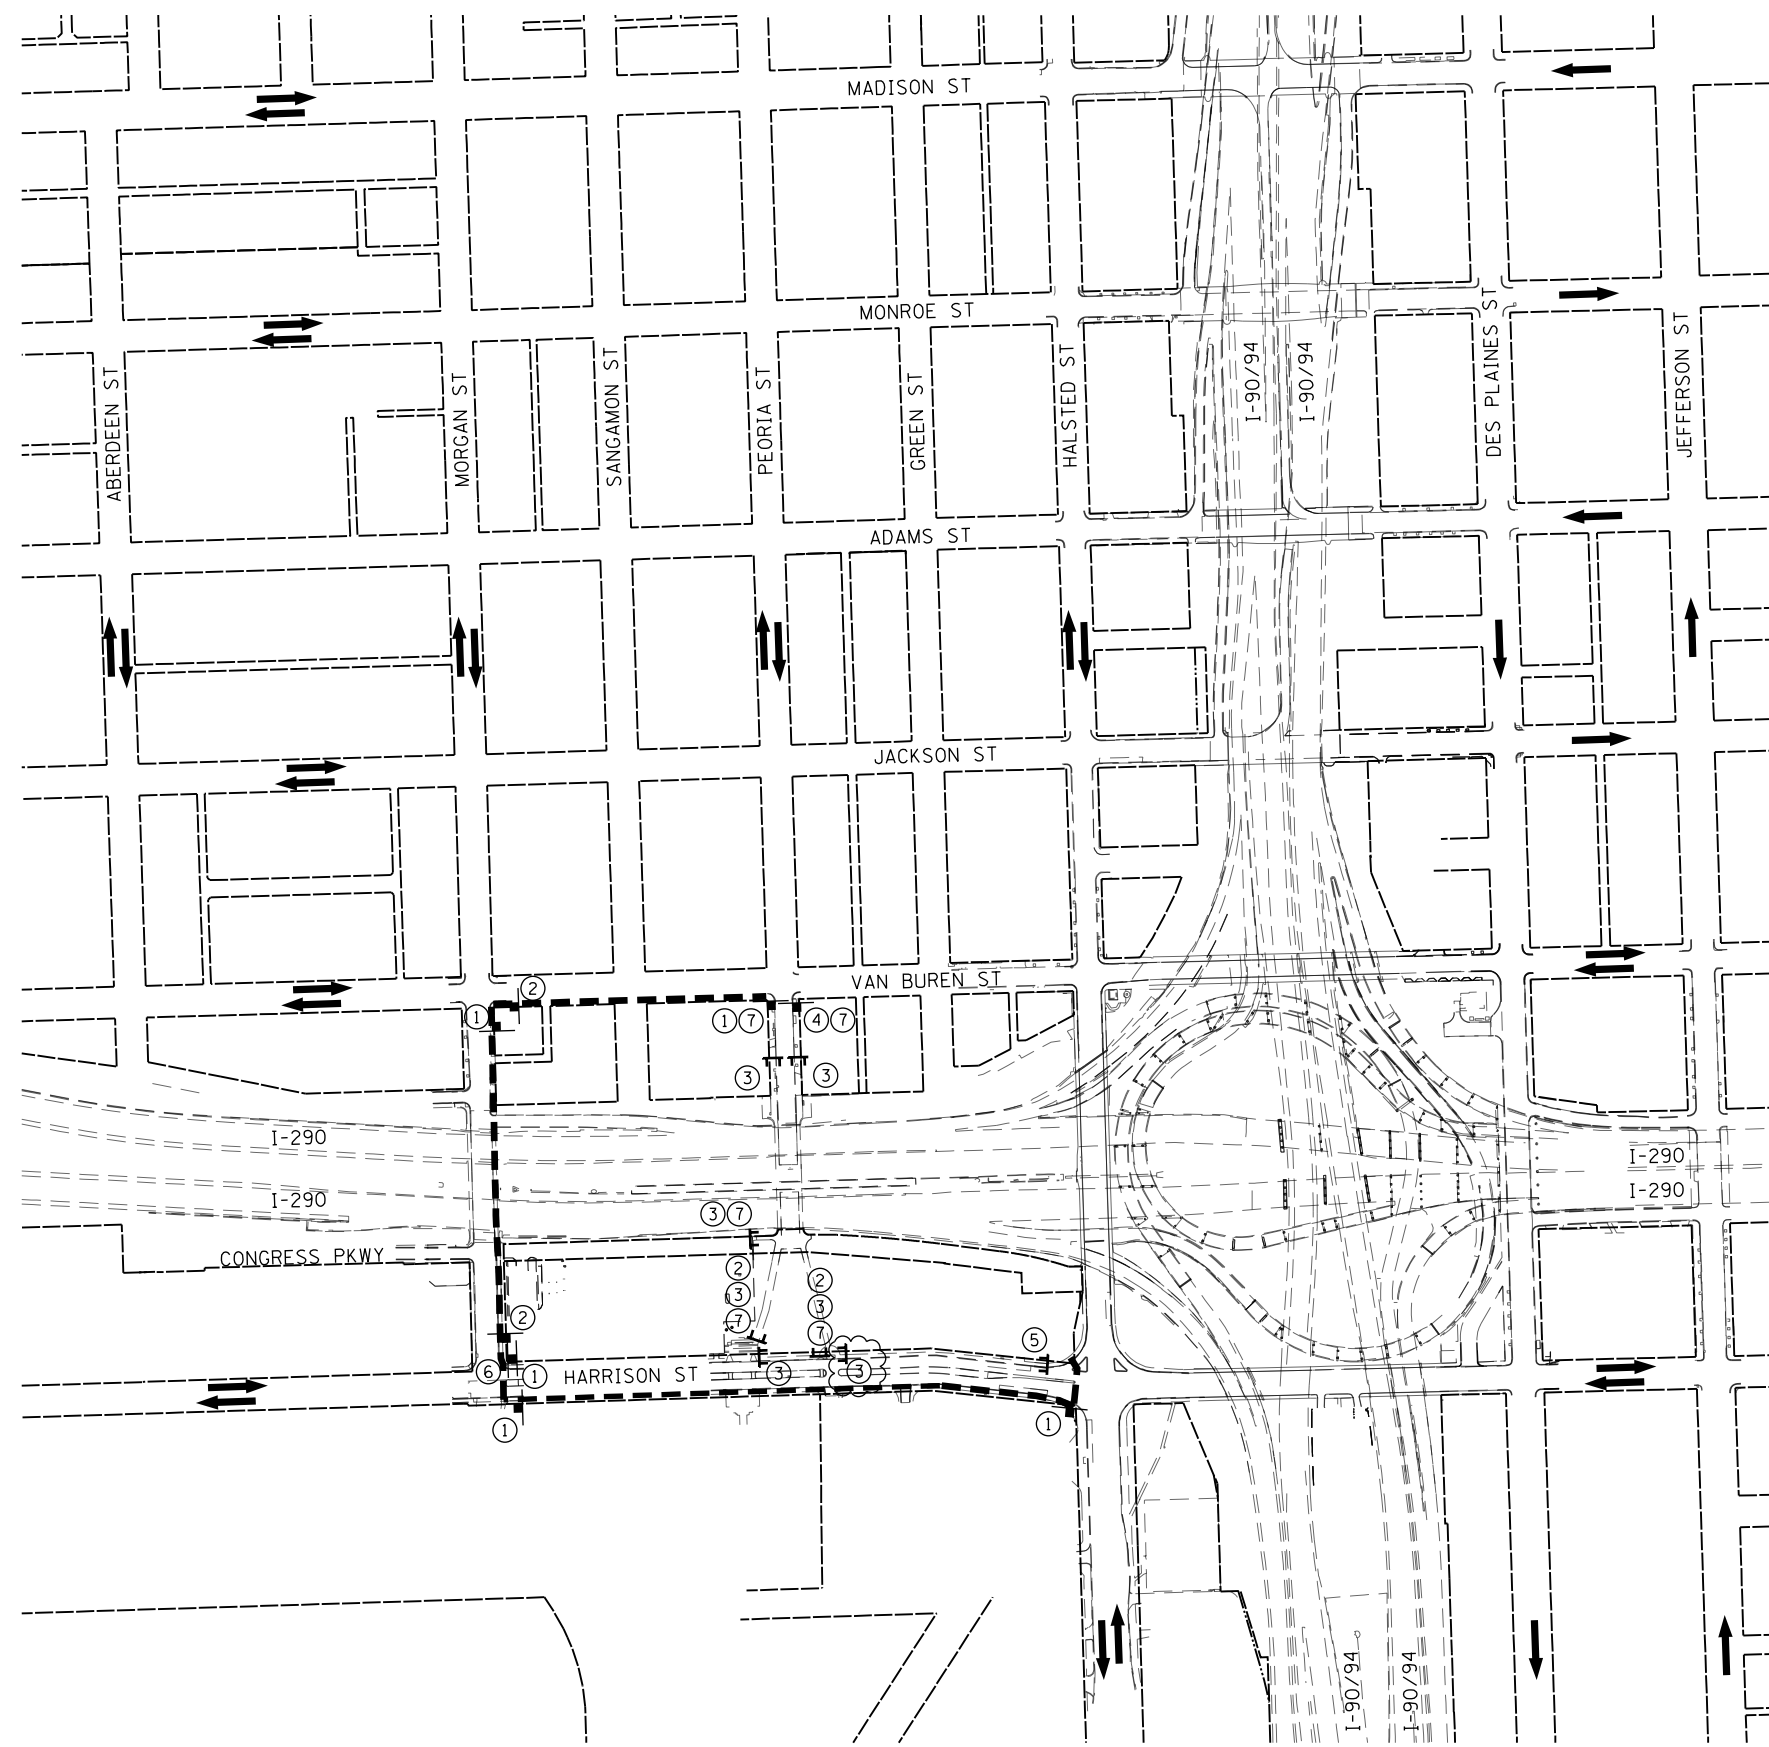 MADISON ST
MONROE ST
ABERDEEN ST
MORGAN ST
SANGAMON ST
PEORIA ST
GREEN ST
HALSTED ST
I-90/94
I-90/94
DES PLAINES ST
JEFFERSON ST
ADAMS ST
JACKSON ST
VAN BUREN ST
2
1
1 7
4 7
3
3
I-290
I-290
I-290
I-290
3 7
CONGRESS PKWY
2
3
7
2
3
7
2
5
6
1
HARRISON ST
3
3
1
1
I-90/94
I-90/94